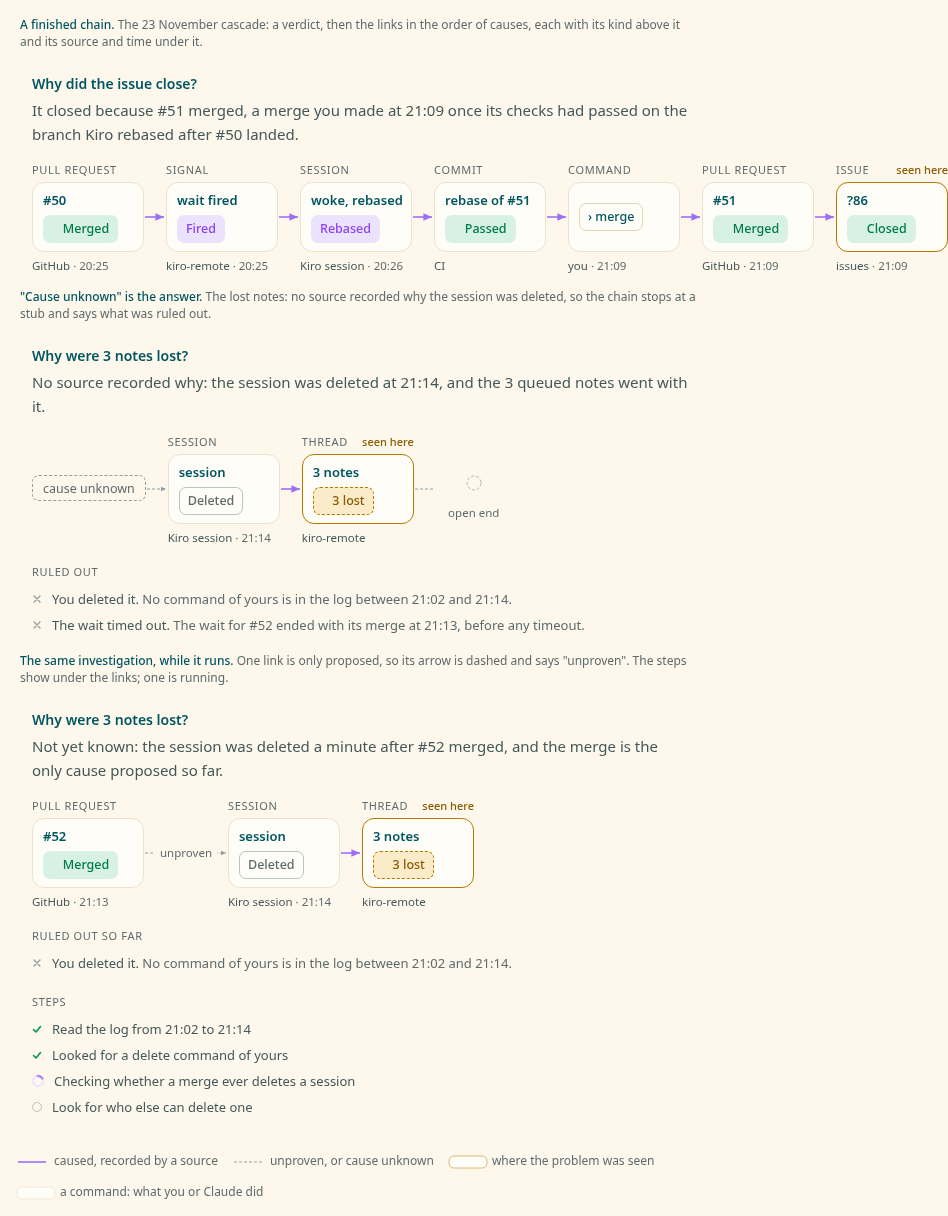 A finished chain. The 23 November cascade: a verdict, then the links in the order of causes, each with its kind above it
and its source and time under it.
Why did the issue close?
It closed because #51 merged, a merge you made at 21:09 once its checks had passed on the
branch Kiro rebased after #50 landed.
PULL REQUEST SIGNAL SESSION COMMIT COMMAND PULL REQUEST ISSUE seen here
#50 wait fired woke, rebased rebase of #51 › merge #51 ?86
Merged Fired Rebased Passed Merged Closed
GitHub · 20:25 kiro-remote · 20:25 Kiro session · 20:26 CI you · 21:09 GitHub · 21:09 issues · 21:09
"Cause unknown" is the answer. The lost notes: no source recorded why the session was deleted, so the chain stops at a
stub and says what was ruled out.
Why were 3 notes lost?
No source recorded why: the session was deleted at 21:14, and the 3 queued notes went with
it.
SESSION THREAD seen here
session 3 notes
cause unknown Deleted 3 lost
open end
Kiro session · 21:14 kiro-remote
RULED OUT
You deleted it. No command of yours is in the log between 21:02 and 21:14.
The wait timed out. The wait for #52 ended with its merge at 21:13, before any timeout.
The same investigation, while it runs. One link is only proposed, so its arrow is dashed and says "unproven". The steps
show under the links; one is running.
Why were 3 notes lost?
Not yet known: the session was deleted a minute after #52 merged, and the merge is the
only cause proposed so far.
PULL REQUEST SESSION THREAD seen here
#52 session 3 notes
Merged unproven Deleted 3 lost
GitHub · 21:13 Kiro session · 21:14 kiro-remote
RULED OUT SO FAR
You deleted it. No command of yours is in the log between 21:02 and 21:14.
STEPS
Read the log from 21:02 to 21:14
Looked for a delete command of yours
Checking whether a merge ever deletes a session
Look for who else can delete one
caused, recorded by a source unproven, or cause unknown where the problem was seen
a command: what you or Claude did